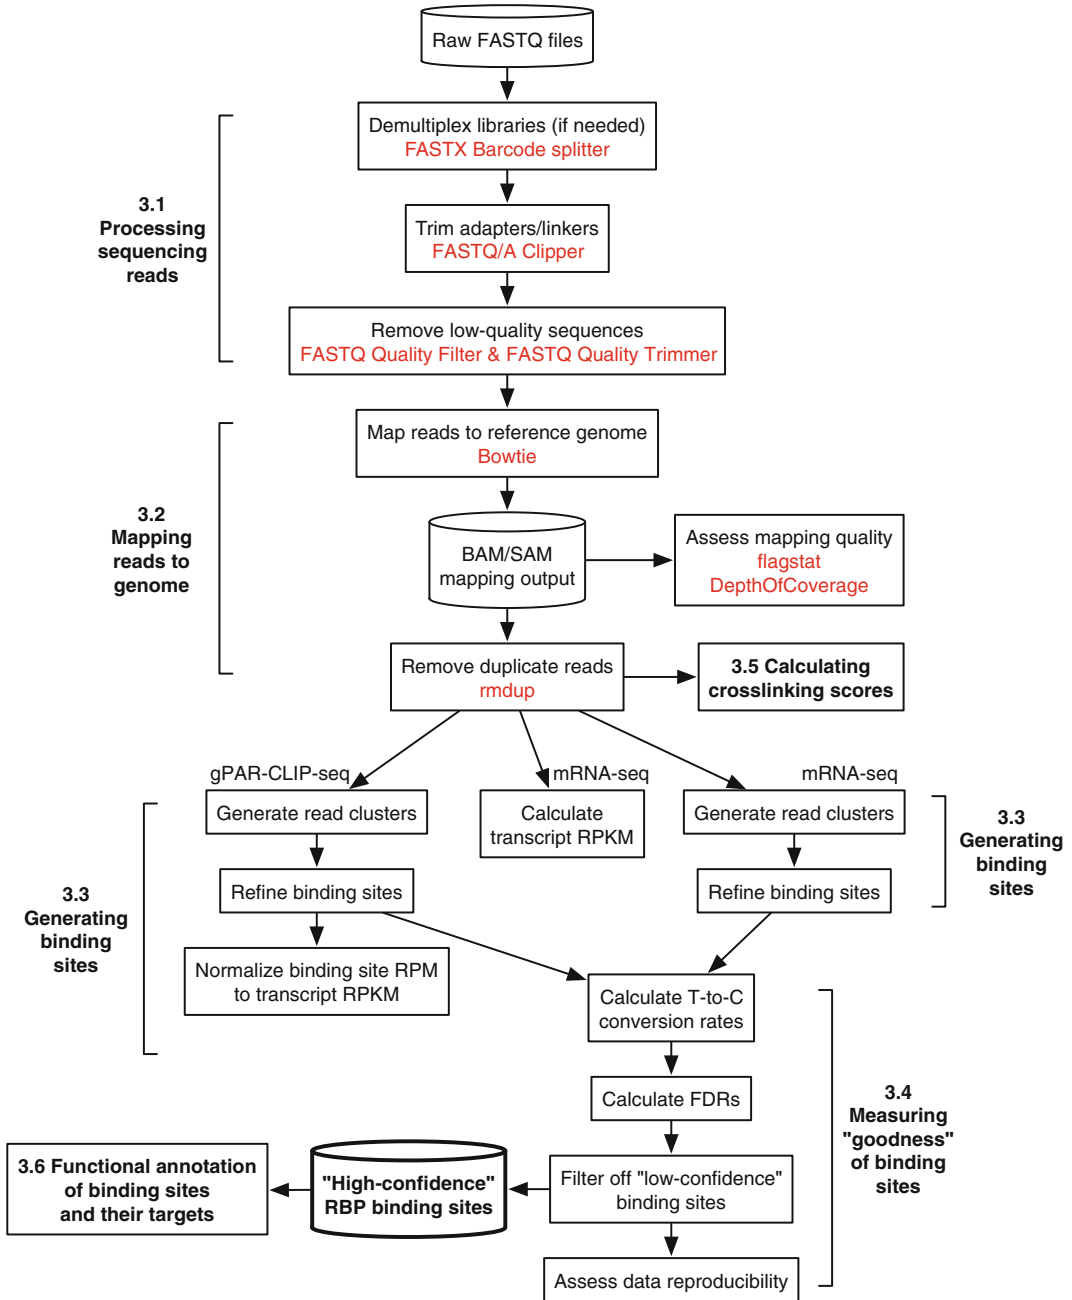 Raw FASTQ files
Demultiplex libraries (if needed)
FASTX Barcode splitter
3.1
Processing
sequencing
reads
Trim adapters/linkers
FASTQ/A Clipper
Remove low-quality sequences
FASTQ Quality Filter & FASTQ Quality Trimmer
Map reads to reference genome
Bowtie
3.2
Mapping
reads to
genome
BAM/SAM
mapping output
Assess mapping quality
flagstat
DepthOfCoverage
Remove duplicate reads
rmdup
3.5 Calculating
crosslinking scores
gPAR-CLIP-seq
mRNA-seq
mRNA-seq
Generate read clusters
Calculate
transcript RPKM
Generate read clusters
3.3
Generating
binding
sites
Refine binding sites
Refine binding sites
3.3
Generating
binding
sites
Normalize binding site RPM
to transcript RPKM
Calculate T-to-C
conversion rates
Calculate FDRs
3.4
Measuring
"goodness"
of binding
sites
3.6 Functional annotation
of binding sites
and their targets
"High-confidence"
RBP binding sites
Filter off "low-confidence"
binding sites
Assess data reproducibility